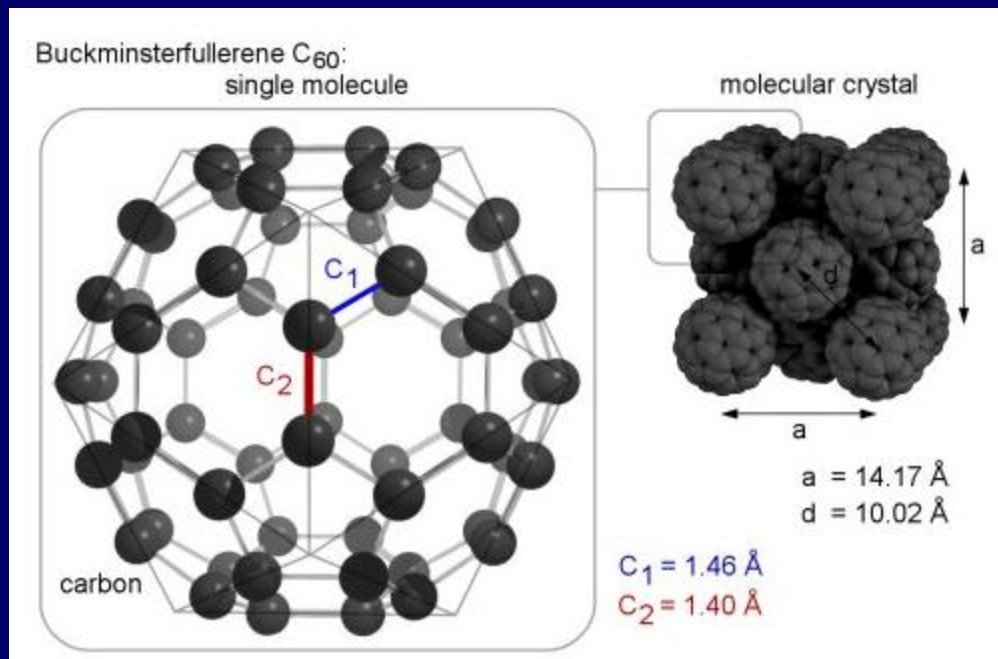 Buckminsterfullerene C60:
single molecule
molecular crystal
C1
C2
carbon
d
a
a
a = 14.17 Å
d = 10.02 Å
C1 = 1.46 Å
C2 = 1.40 Å